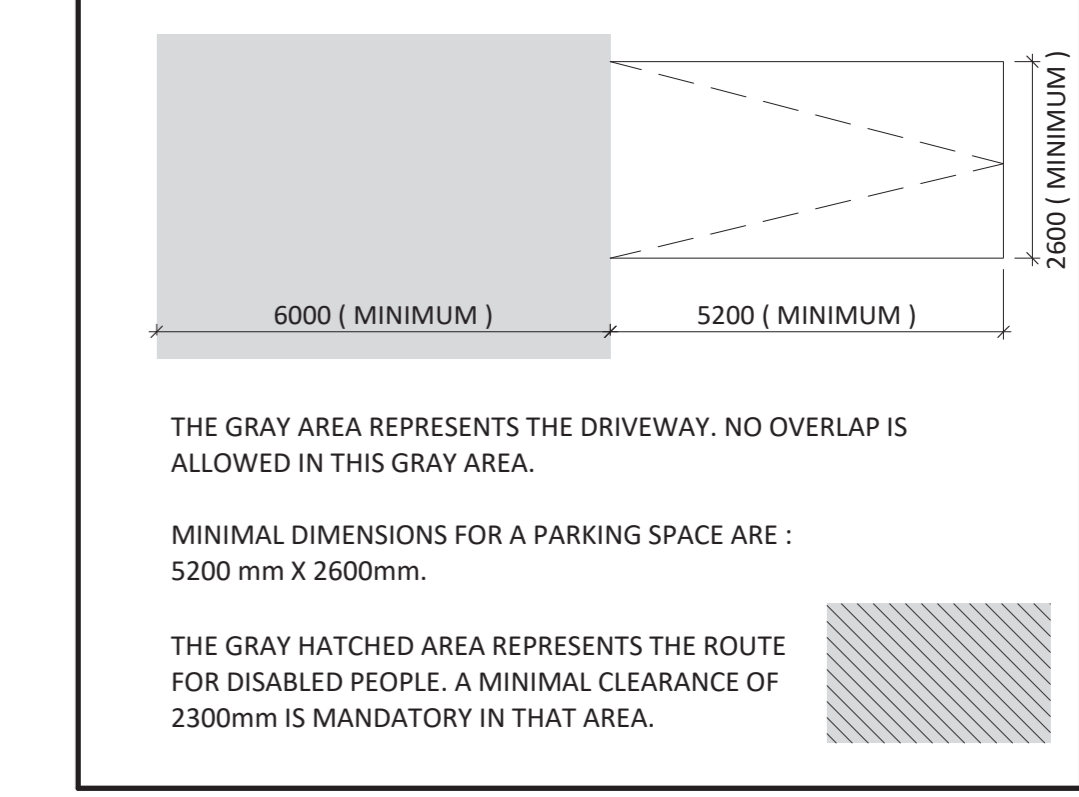 2600 ( MINIMUM )
6000 ( MINIMUM )
5200 ( MINIMUM )
THE GRAY AREA REPRESENTS THE DRIVEWAY. NO OVERLAP IS
ALLOWED IN THIS GRAY AREA.
MINIMAL DIMENSIONS FOR A PARKING SPACE ARE :
5200 mm X 2600mm.
THE GRAY HATCHED AREA REPRESENTS THE ROUTE
FOR DISABLED PEOPLE. A MINIMAL CLEARANCE OF
2300mm IS MANDATORY IN THAT AREA.